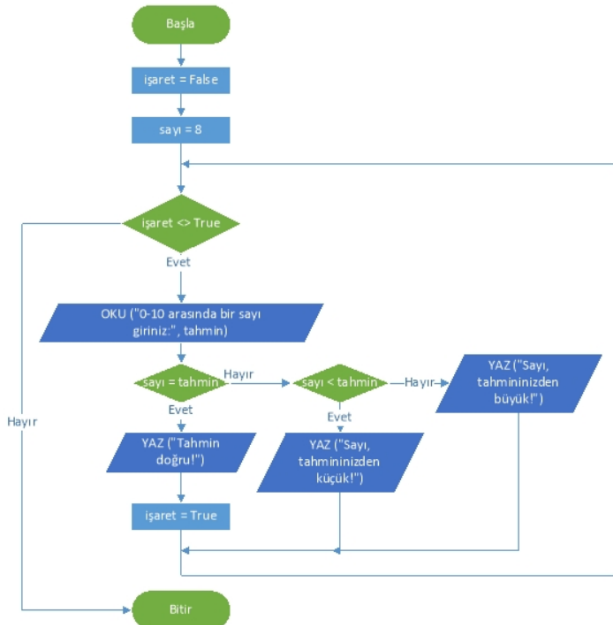 Başla
işaret = False
sayı = 8
işaret <> True
Evet
OKU ("0-10 arasında bir sayı
giriniz:", tahmin)
sayı = tahmin
Hayır
sayı < tahmin
Hayır
YAZ ("Sayı,
tahmininizden
büyük!")
Evet
Evet
Hayır
YAZ ("Tahmin
doğru!")
YAZ ("Sayı,
tahmininizden
küçük!")
işaret = True
Bitir